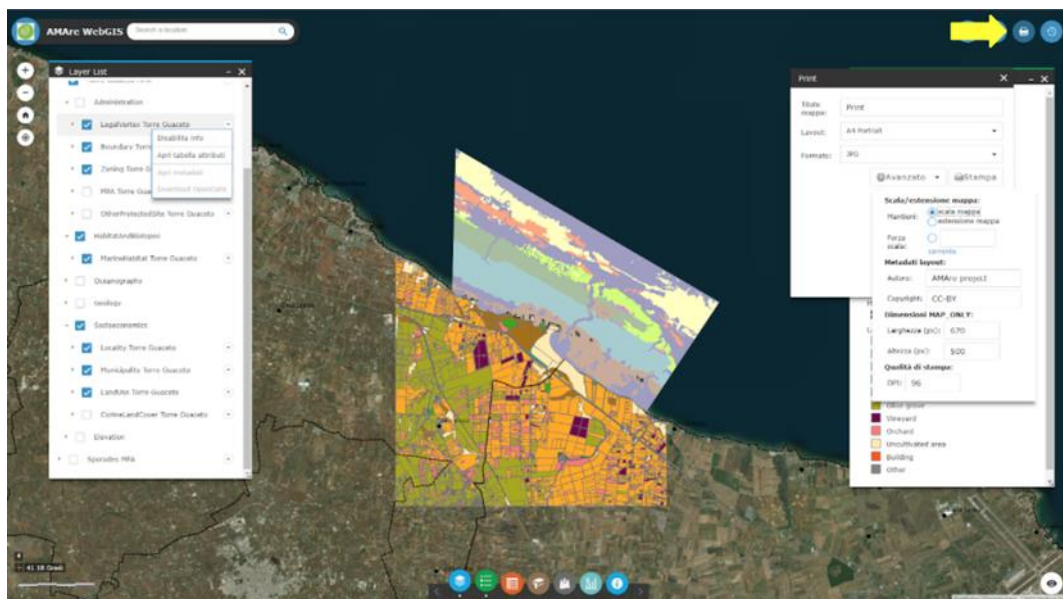 AMAre WebGIS
Search a location
Layer List
Administration
LegalVertex Torre Guaceto
Disabilita info
Boundary Torre
Apri tabella attributi
Zoning Torre G
Apri metadati
MPA Torre Gua
Download OpenData
OtherProtectedSite Torre Guaceto
HabitatAndBiotopes
MarineHabitat Torre Guaceto
Oceanography
Geology
Socioeconomics
Locality Torre Guaceto
Municipality Torre Guaceto
LandUse Torre Guaceto
CorineLandCover Torre Guaceto
Elevation
Sporades MPA
Print
Titolo mappa:
Print
Layout:
A4 Portrait
Formato:
JPG
Avanzato
Stampa
Scala/estensione mappa:
Mantieni:
scala mappa
estensione mappa
Forza scala:
corrente
Metadati layout:
Autore:
AMAre project
Copyright:
CC-BY
Dimensioni MAP_ONLY:
Larghezza (px):
670
Altezza (px):
500
Qualità di stampa:
DPI:
96
Olive grove
Vineyard
Orchard
Uncultivated area
Building
Other